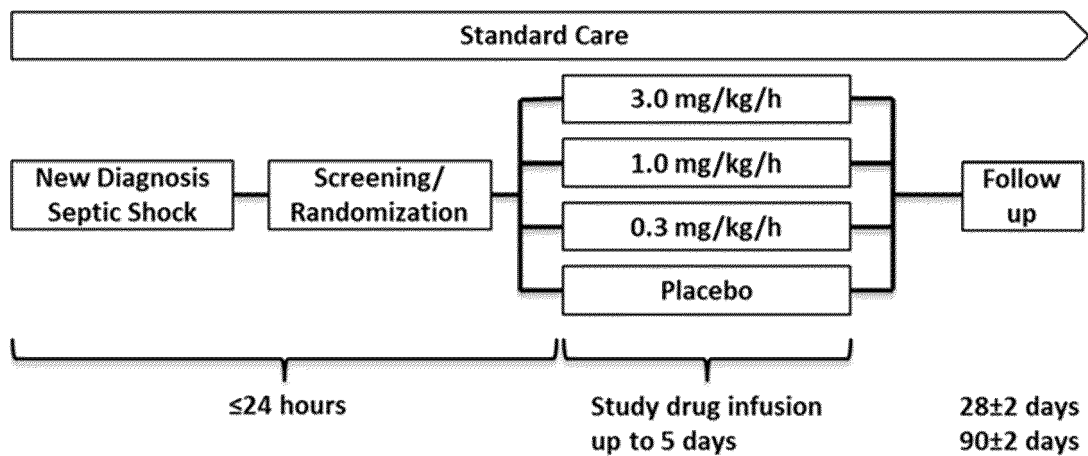 Standard Care
New Diagnosis
Septic Shock
Screening/
Randomization
3.0 mg/kg/h
1.0 mg/kg/h
0.3 mg/kg/h
Placebo
Follow
up
≤24 hours
Study drug infusion
up to 5 days
28±2 days
90±2 days